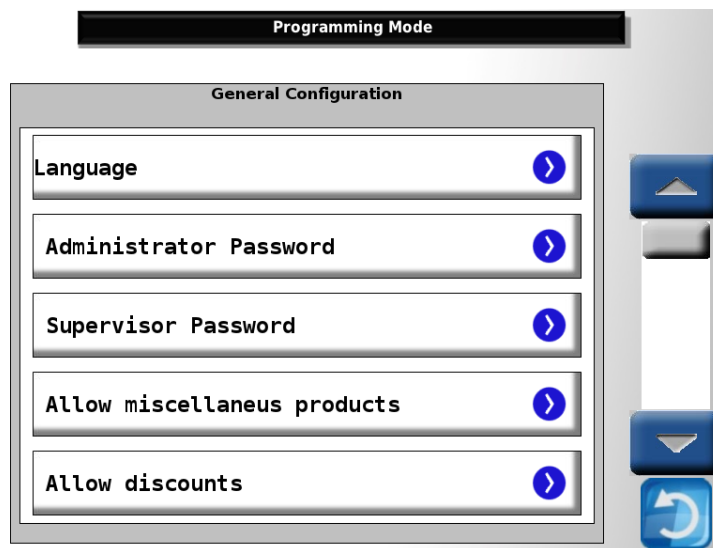 Programming Mode
General Configuration
Language
Administrator Password
Supervisor Password
Allow miscellaneus products
Allow discounts